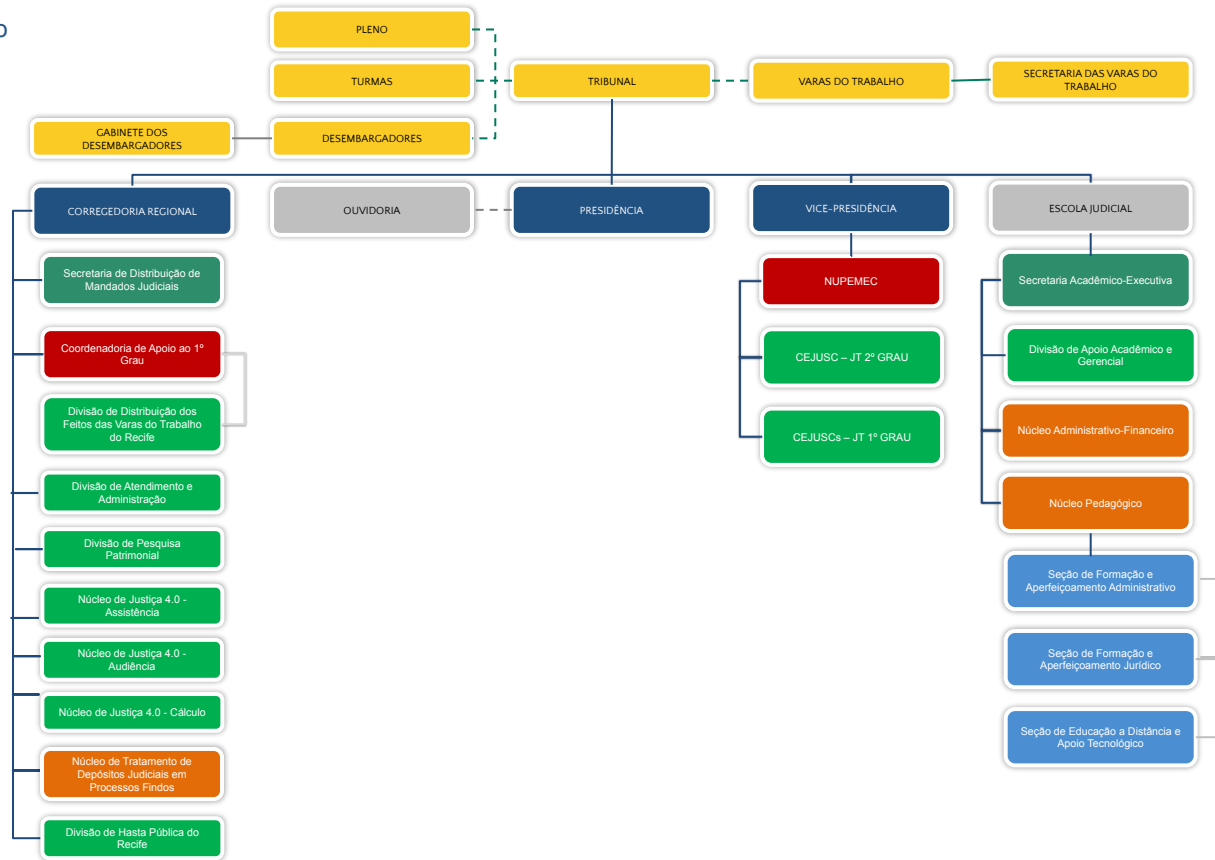 o
PLENO
TURMAS
TRIBUNAL
VARAS DO TRABALHO
SECRETARIA DAS VARAS DO
TRABALHO
GABINETE DOS
DESEMBARGADORES
DESEMBARGADORES
CORREGEDORIA REGIONAL
OUVIDORIA
PRESIDÊNCIA
VICE-PRESIDÊNCIA
ESCOLA JUDICIAL
Secretaria de Distribuição de
Mandados Judiciais
Coordenadoria de Apoio ao 1º
Grau
Divisão de Distribuição dos
Feitos das Varas do Trabalho
do Recife
Divisão de Atendimento e
Administração
Divisão de Pesquisa
Patrimonial
Núcleo de Justiça 4.0 -
Assistência
Núcleo de Justiça 4.0 -
Audiência
Núcleo de Justiça 4.0 - Cálculo
Núcleo de Tratamento de
Depósitos Judiciais em
Processos Findos
Divisão de Hasta Pública do
Recife
NUPEMEC
CEJUSC – JT 2º GRAU
CEJUSCs – JT 1º GRAU
Secretaria Acadêmico-Executiva
Divisão de Apoio Acadêmico e
Gerencial
Núcleo Administrativo-Financeiro
Núcleo Pedagógico
Seção de Formação e
Aperfeiçoamento Administrativo
Seção de Formação e
Aperfeiçoamento Jurídico
Seção de Educação a Distância e
Apoio Tecnológico